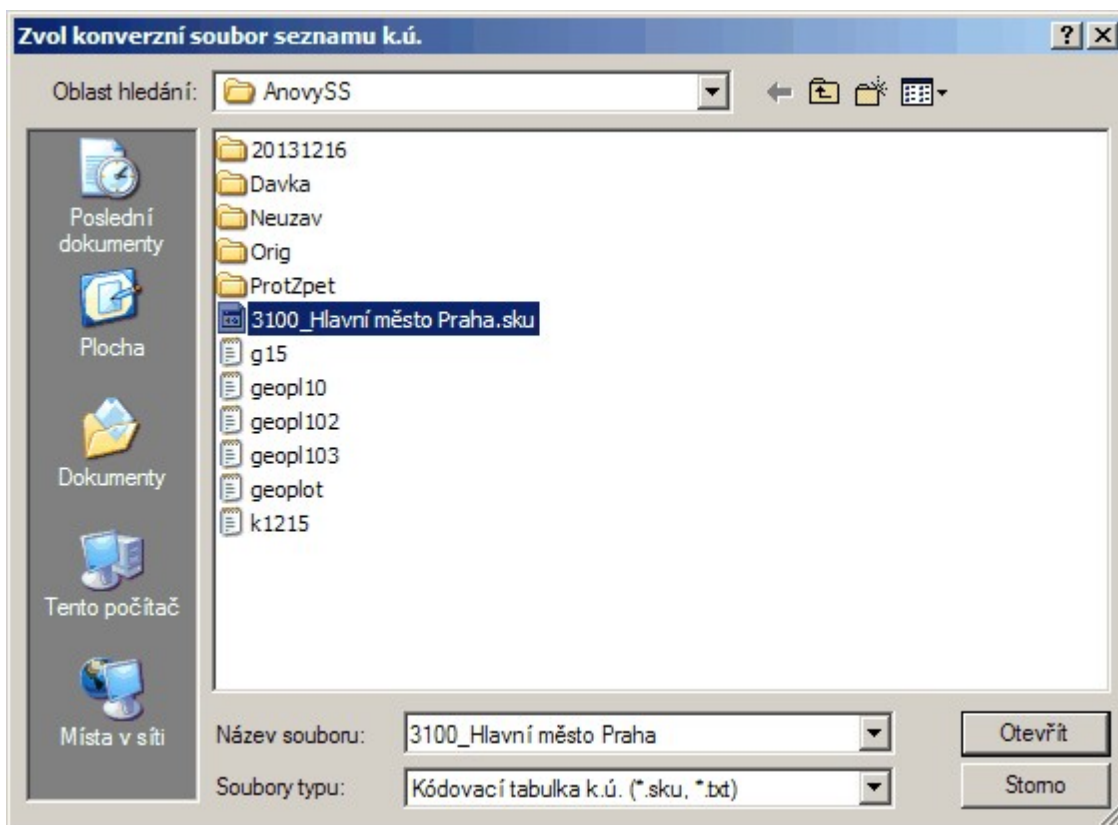 Zvol konverzní soubor seznamu k.ú.
Oblast hledání: AnovySS
Poslední
dokumenty
Plocha
Dokumenty
Tento počítač
Místa v síti
20131216
Davka
Neuzav
Orig
ProtZpet
3100_Hlavní město Praha.sku
g15
geopl10
geopl102
geopl103
geoplot
k1215
Název souboru: 3100_Hlavní město Praha Otevřít
Soubory typu: Kódovací tabulka k.ú. (*.sku, *.txt) Storno